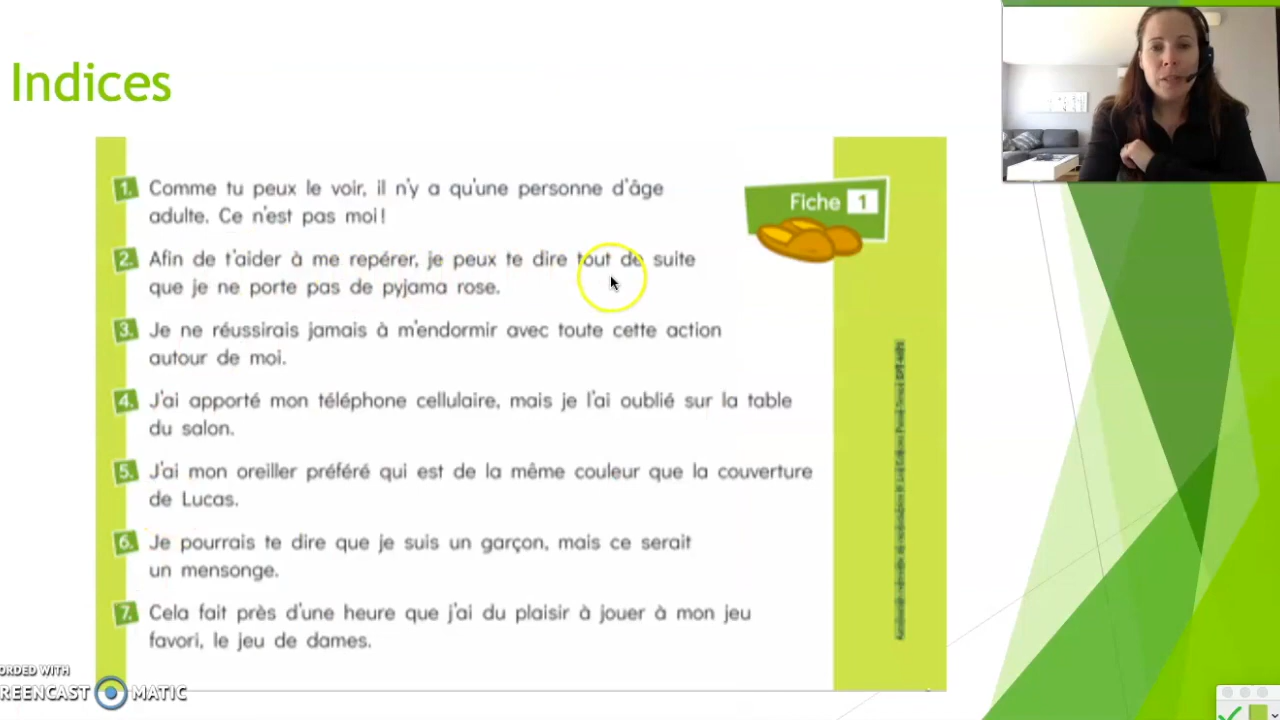 Indices
Fiche 1
1. Comme tu peux le voir, il n'y a qu'une personne d'âge
adulte. Ce n'est pas moi!
2. Afin de t'aider à me repérer, je peux te dire tout de suite
que je ne porte pas de pyjama rose.
3. Je ne réussirais jamais à m'endormir avec toute cette action
autour de moi.
4. J'ai apporté mon téléphone cellulaire, mais je l'ai oublié sur la table
du salon.
5. J'ai mon oreiller préféré qui est de la même couleur que la couverture
de Lucas.
6. Je pourrais te dire que je suis un garçon, mais ce serait
un mensonge.
7. Cela fait près d'une heure que j'ai du plaisir à jouer à mon jeu
favori, le jeu de dames.
ORDED WITH
REENCAST MATIC